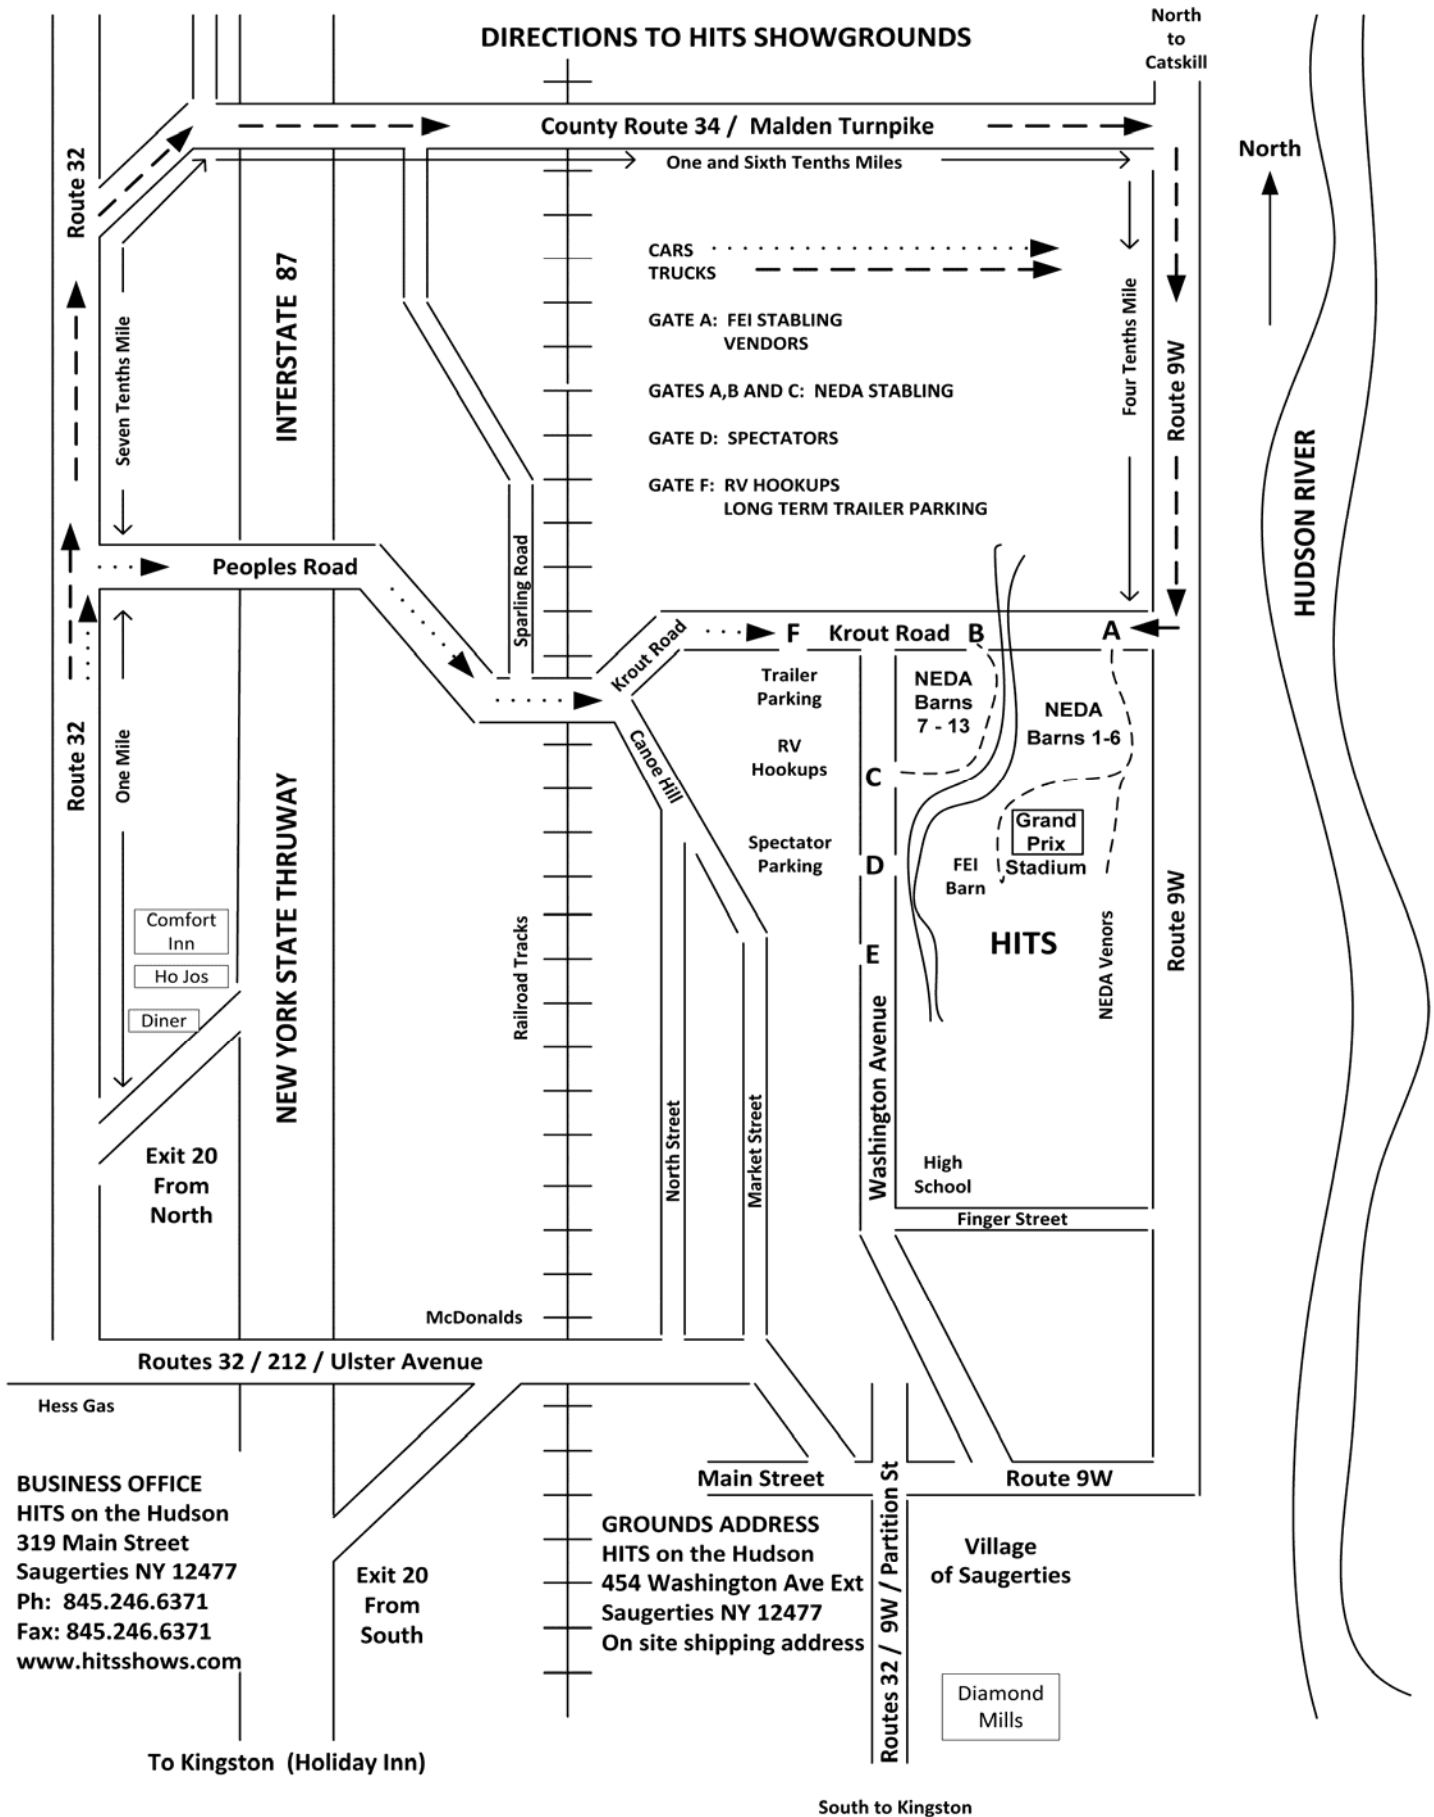 North
to
Catskill
DIRECTIONS TO HITS SHOWGROUNDS
County Route 34 / Malden Turnpike
One and Sixth Tenths Miles
North
Route 32
INTERSTATE 87
Seven Tenths Mile
CARS
TRUCKS
GATE A: FEI STABLING
VENDORS
GATES A,B AND C: NEDA STABLING
GATE D: SPECTATORS
GATE F: RV HOOKUPS
LONG TERM TRAILER PARKING
Four Tenths Mile
Route 9W
HUDSON RIVER
Peoples Road
Sparling Road
Krout Road
F
Krout Road
B
A
Trailer
Parking
NEDA
Barns
7 - 13
NEDA
Barns 1-6
RV
Hookups
C
Canoe Hill
Route 32
One Mile
NEW YORK STATE THRUWAY
Grand
Prix
Stadium
Spectator
Parking
D
FEI
Barn
HITS
E
NEDA Venors
Route 9W
Comfort
Inn
Ho Jos
Diner
Railroad Tracks
Washington Avenue
North Street
Market Street
Exit 20
From
North
High
School
Finger Street
McDonalds
Routes 32 / 212 / Ulster Avenue
Hess Gas
Main Street
Route 9W
BUSINESS OFFICE
HITS on the Hudson
319 Main Street
Saugerties NY 12477
Ph: 845.246.6371
Fax: 845.246.6371
www.hitsshows.com
Exit 20
From
South
GROUNDS ADDRESS
HITS on the Hudson
454 Washington Ave Ext
Saugerties NY 12477
On site shipping address
Routes 32 / 9W / Partition St
Village
of Saugerties
Diamond
Mills
To Kingston (Holiday Inn)
South to Kingston